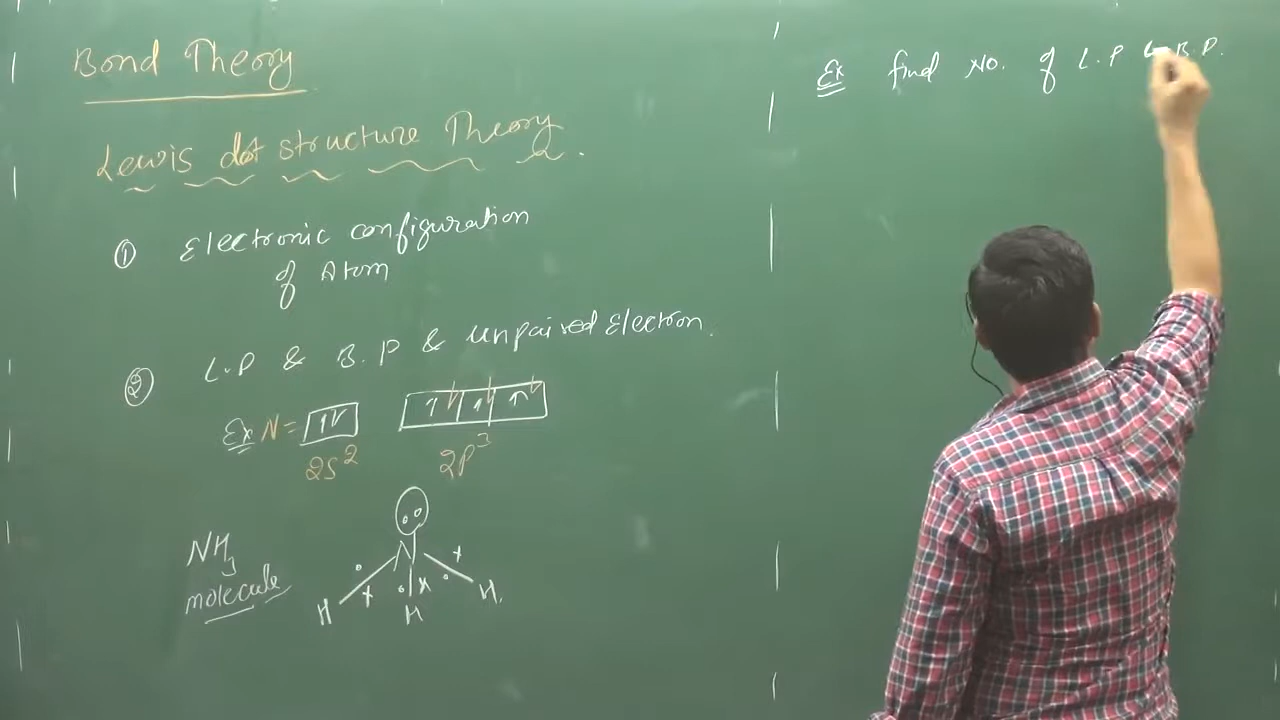 Bond Theory
Lewis dot structure Theory.
① Electronic configuration
of Atom
② L.P & B.P & Unpaired Electron.
Ex N = 
2s² 2p³
NH₃
molecule
N
H
H
H
Ex find No. of L.P & B.P.